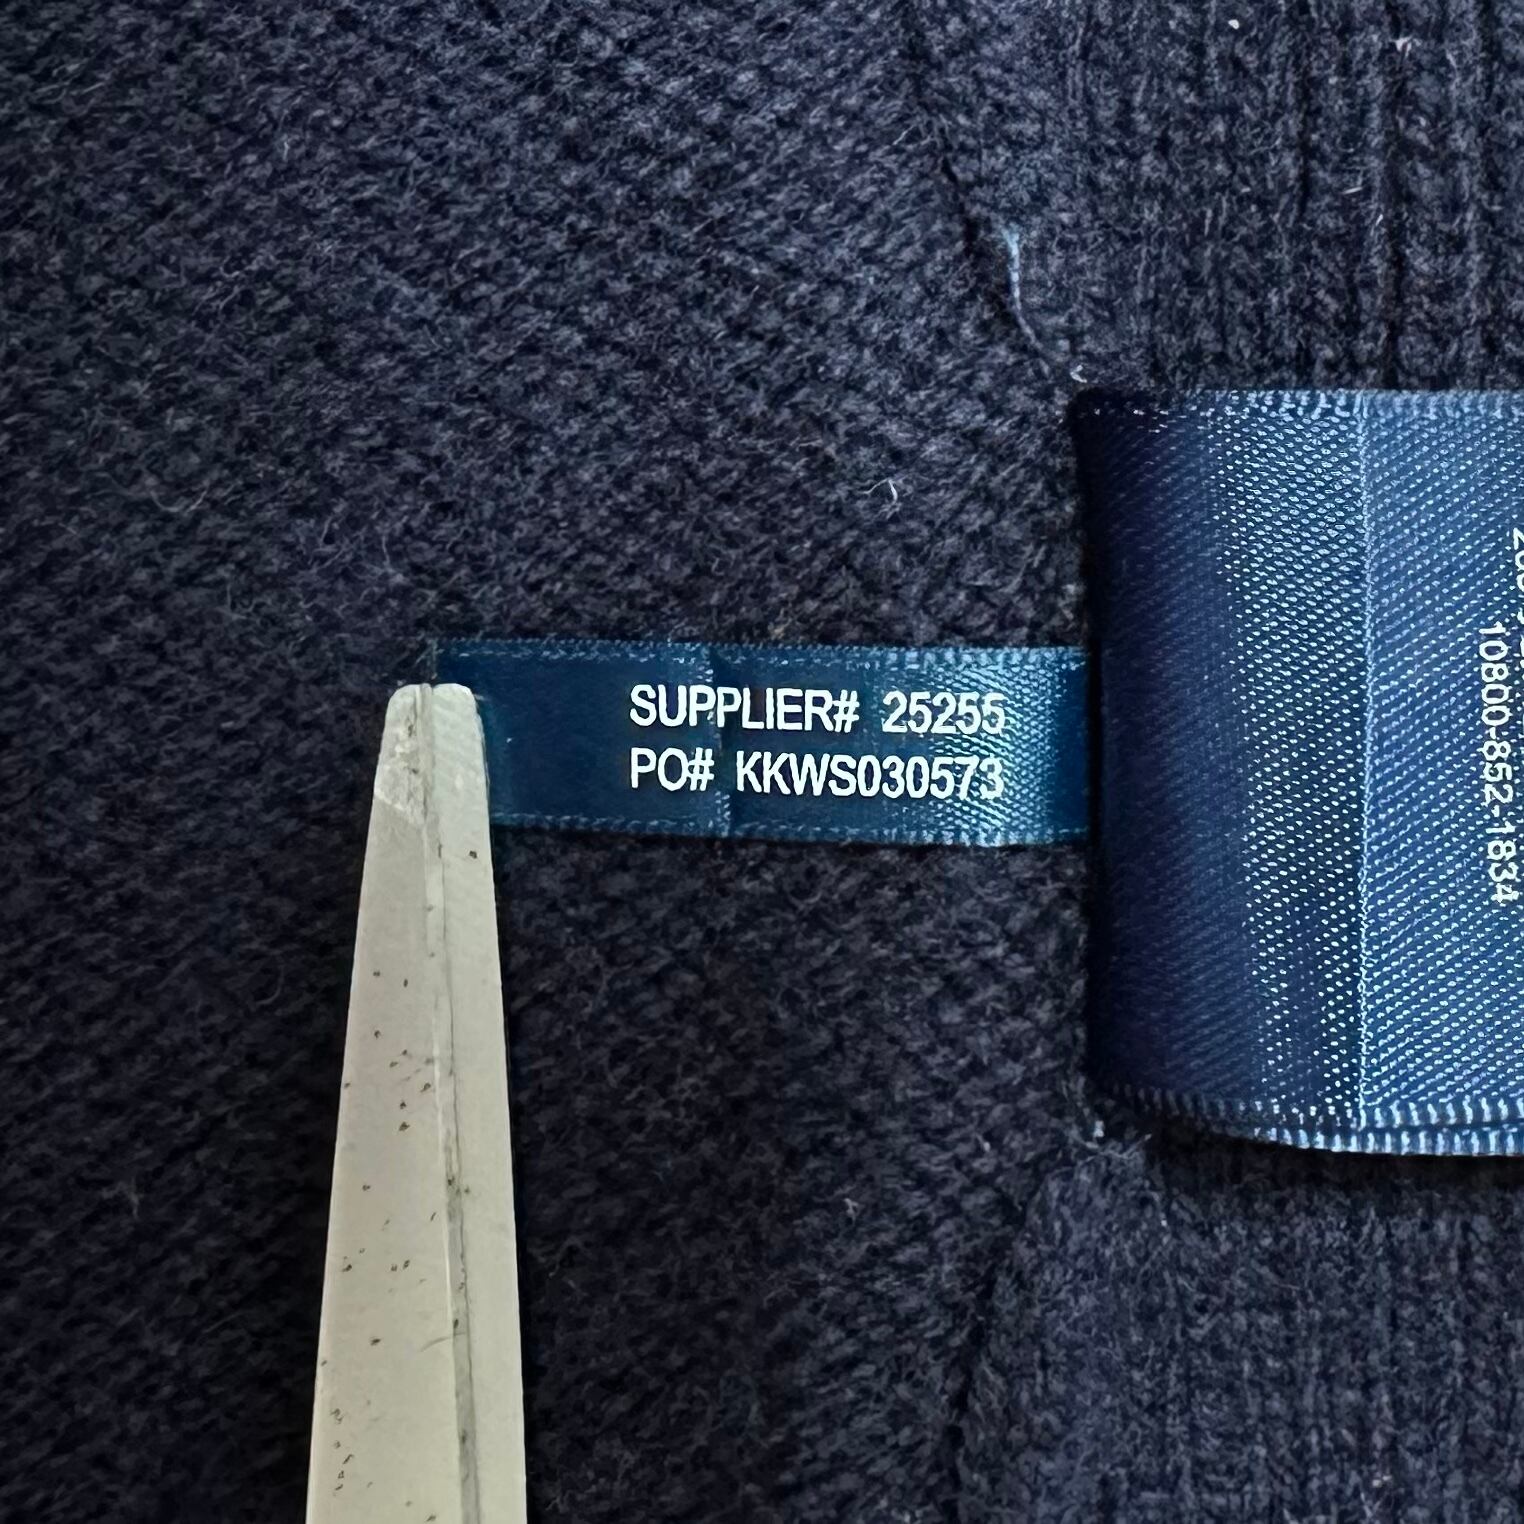 SUPPLIER# 25255
PO# KKWS030573
10800-852-1834